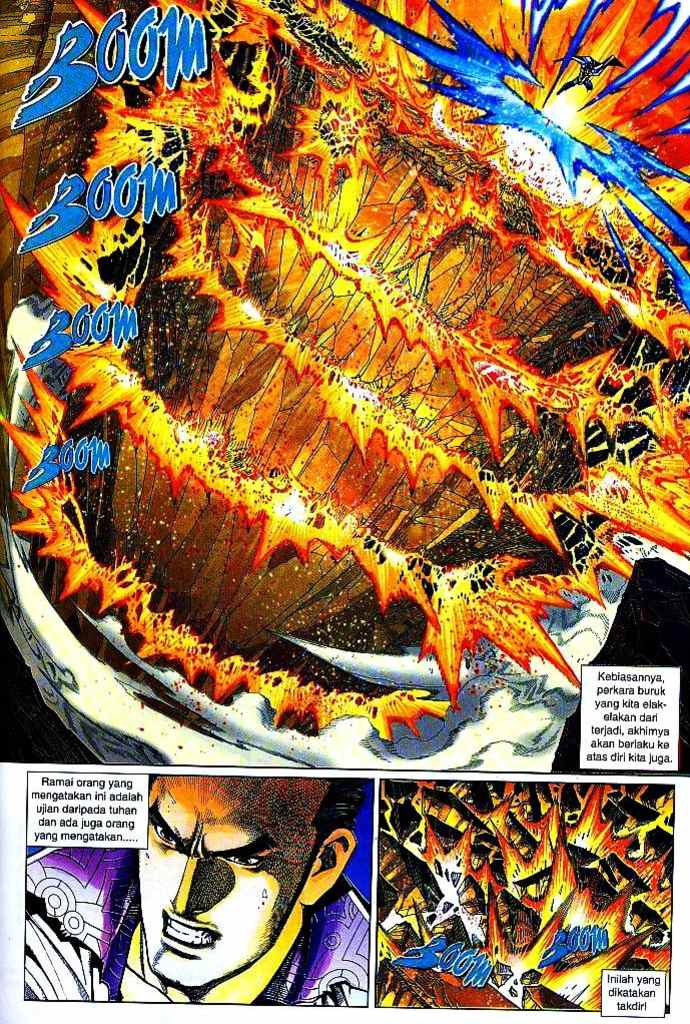 BOOM
BOOM
BOOM
BOOM
Kebiasannya,
perkara buruk
yang kita elak-
elakan dari
terjadi, akhirnya
akan berlaku ke
atas diri kita juga.
Ramai orang yang
mengatakan ini adalah
ujian daripada tuhan
dan ada juga orang
yang mengatakan.....
BOOM
BOOM
Inilah yang
dikatakan
takdir!